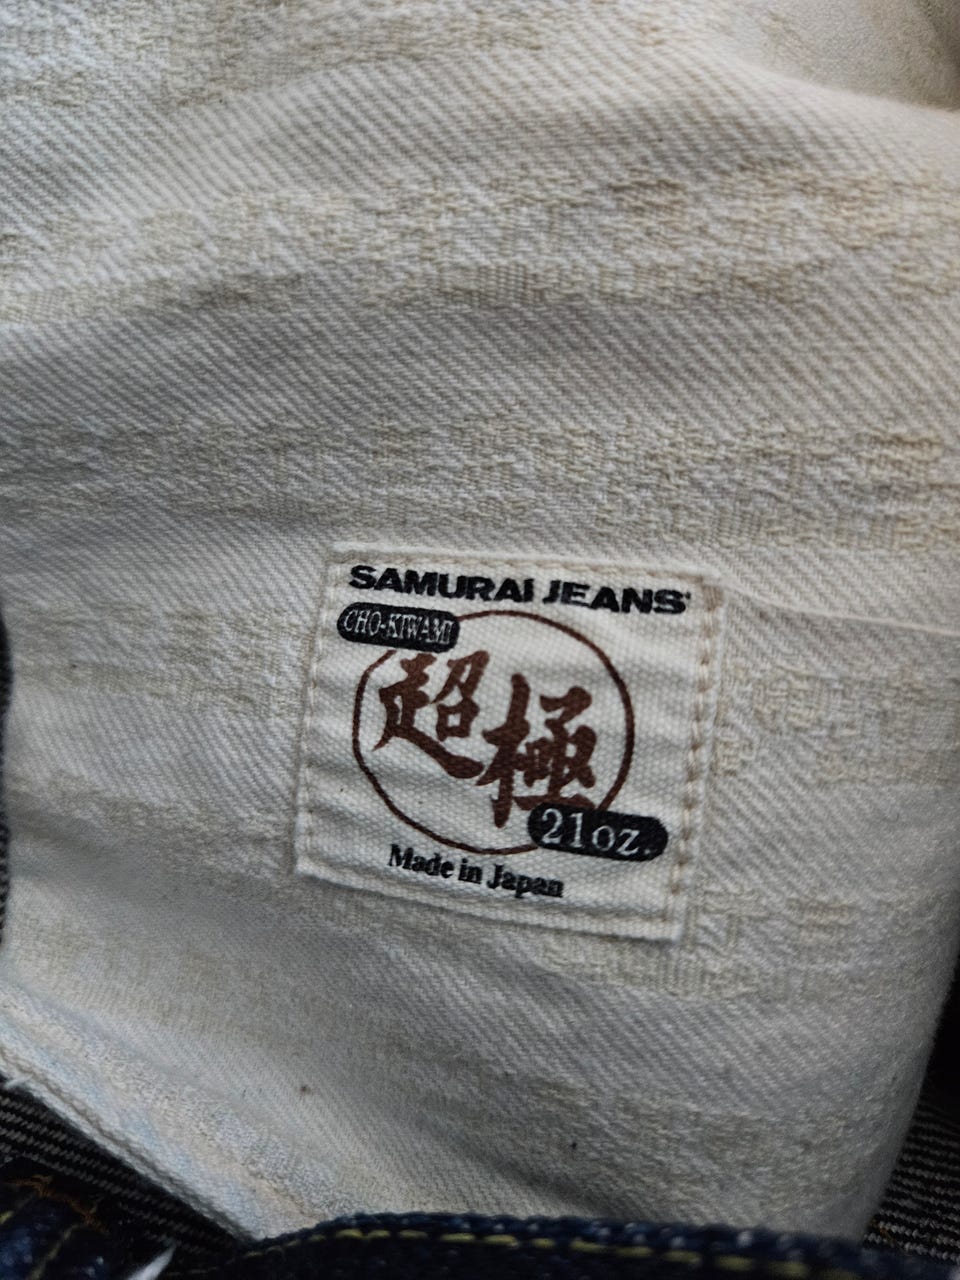 SAMURAI JEANS
CHO-KIWAMI
超極
21oz.
Made in Japan